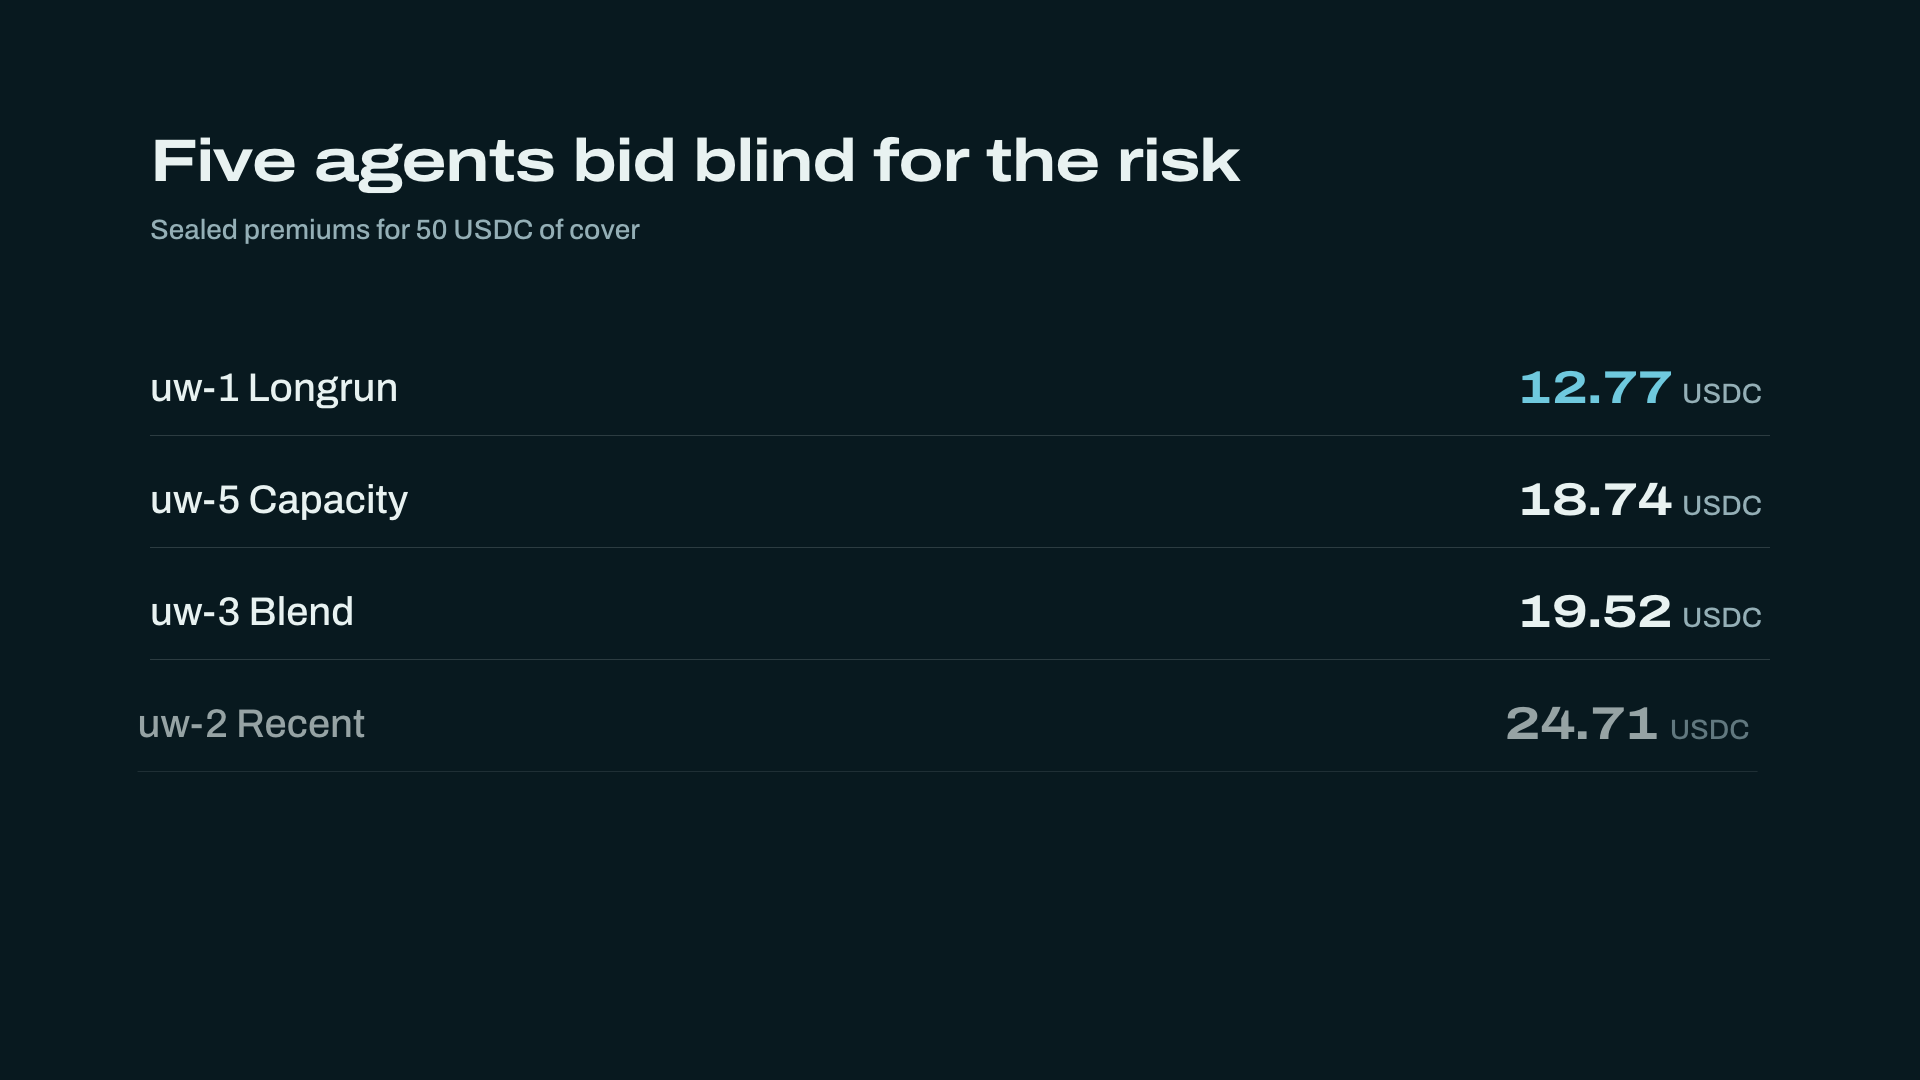 Five agents bid blind for the risk
Sealed premiums for 50 USDC of cover
uw-1 Longrun 12.77 USDC
uw-5 Capacity 18.74 USDC
uw-3 Blend 19.52 USDC
uw-2 Recent 24.71 USDC